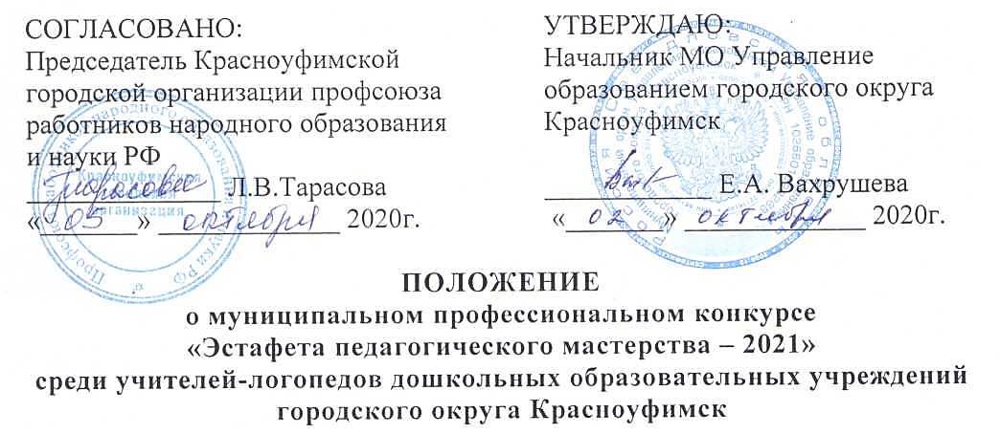 СОГЛАСОВАНО:
Председатель Красноуфимской
городской организации профсоюза
работников народного образования
и науки РФ
Л.В.Тарасова
«05» октября 2020г.
УТВЕРЖДАЮ:
Начальник МО Управление
образованием городского округа
Красноуфимск
Е.А. Вахрушева
«02» октября 2020г.
ПОЛОЖЕНИЕ
о муниципальном профессиональном конкурсе
«Эстафета педагогического мастерства – 2021»
среди учителей-логопедов дошкольных образовательных учреждений
городского округа Красноуфимск